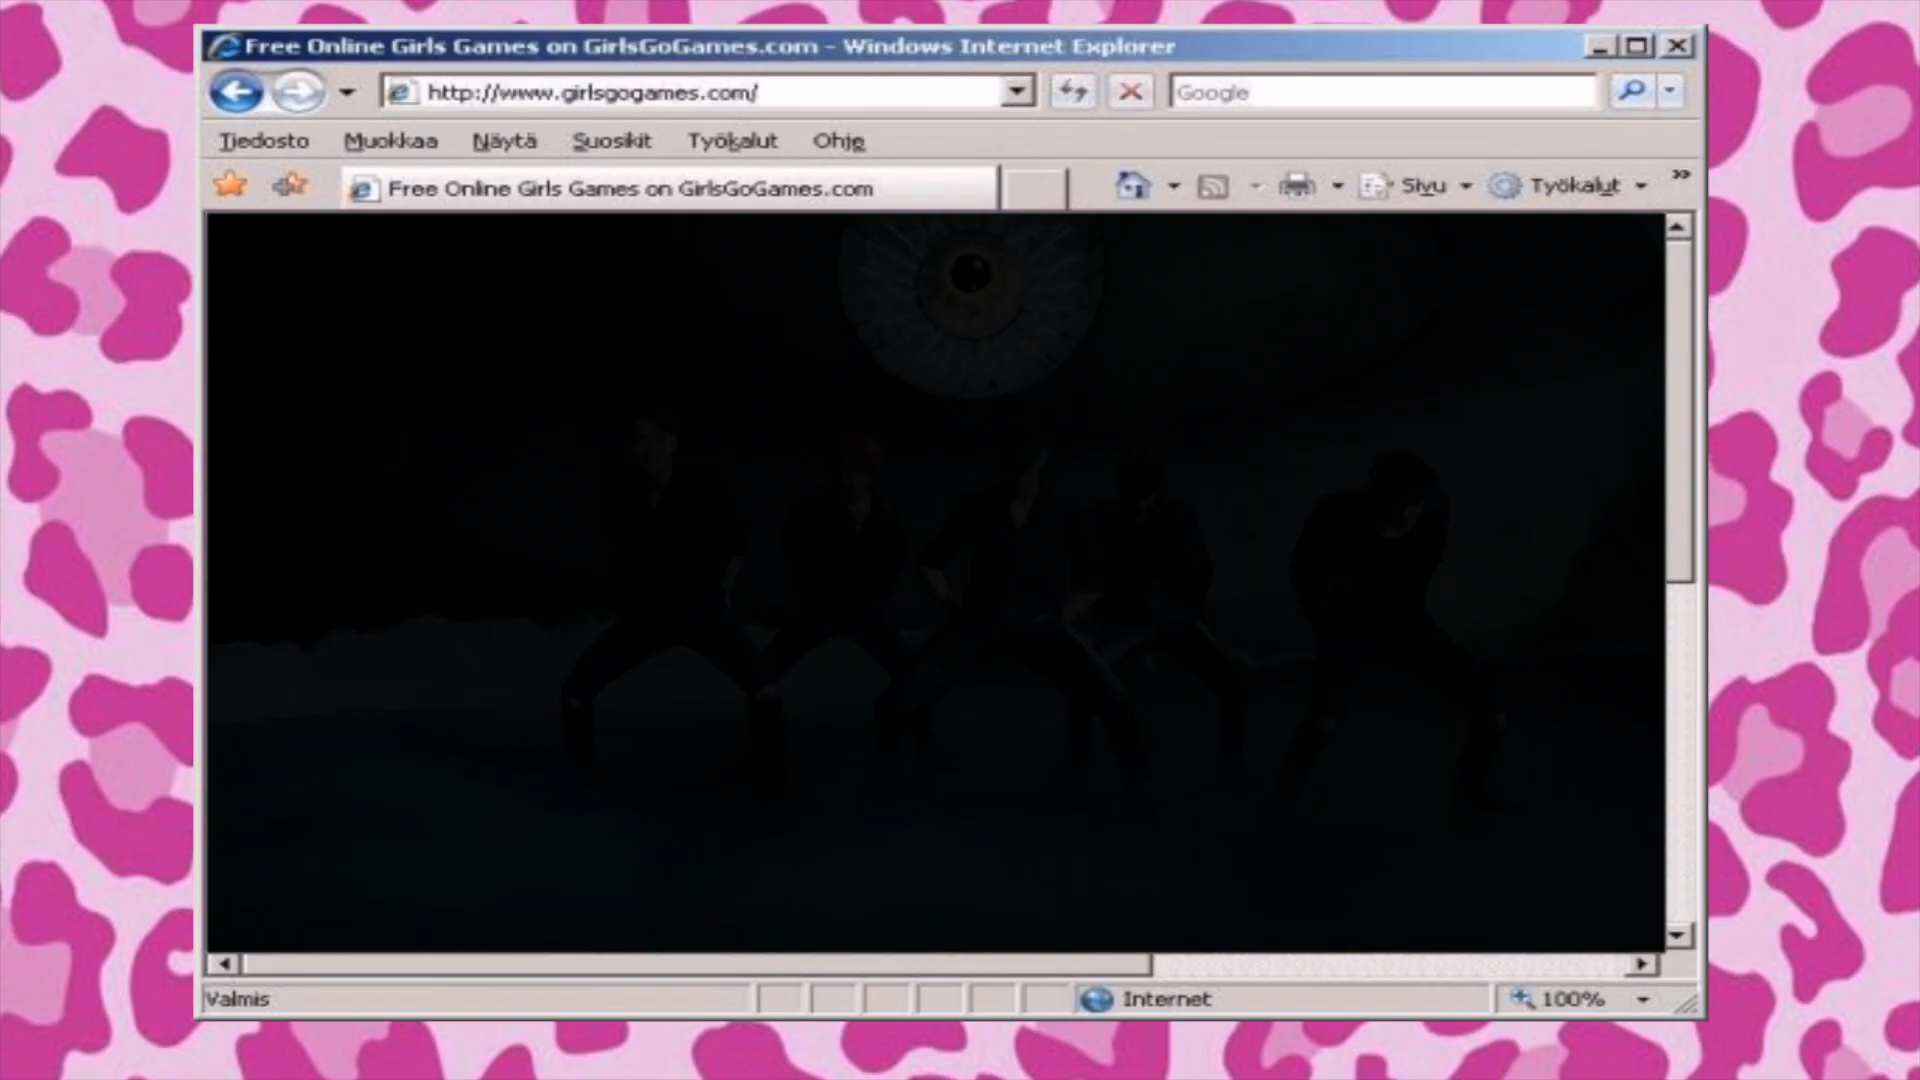 Free Online Girls Games on GirlsGoGames.com - Windows Internet Explorer
http://www.girlsgogames.com/
Google
Tiedosto Muokkaa Näytä Suosikit Työkalut Ohje
Free Online Girls Games on GirlsGoGames.com
Sivu Työkalut »
Valmis
Internet
100%